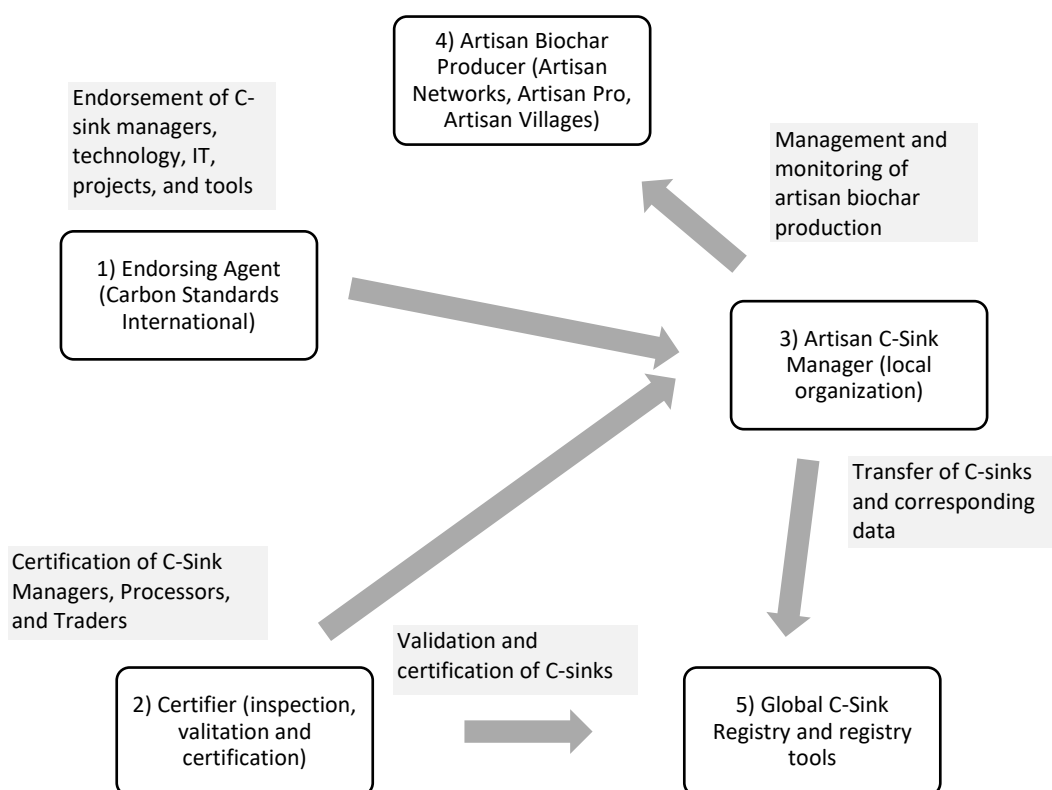 4) Artisan Biochar
Producer (Artisan
Networks, Artisan Pro,
Artisan Villages)
Endorsement of C-
sink managers,
technology, IT,
projects, and tools
Management and
monitoring of
artisan biochar
production
1) Endorsing Agent
(Carbon Standards
International)
3) Artisan C-Sink
Manager (local
organization)
Transfer of C-sinks
and corresponding
data
Certification of C-Sink
Managers, Processors,
and Traders
Validation and
certification of C-sinks
2) Certifier (inspection,
valitation and
certification)
5) Global C-Sink
Registry and registry
tools